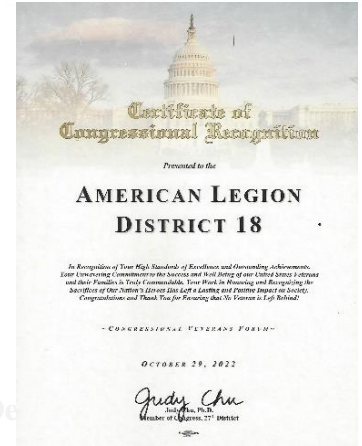 Certificate of
Congressional Recognition
Presented to the
AMERICAN LEGION
DISTRICT 18
In Recognition of Your High Standards of Excellence and Outstanding Achievements.
Your Unwavering Commitment to the Success and Well Being of our United States Veterans
and their Families is Truly Commendable. Your Work in Honoring and Recognizing the
Sacrifices of Our Nation's Heroes Has Left a Lasting and Positive Impact on Society.
Congratulations and Thank You for Ensuring that No Veteran is Left Behind!
~CONGRESSIONAL VETERANS FORUM~
OCTOBER 29, 2022
Judy Chu
Judy Chu, Ph.D.
Member of Congress, 27th District